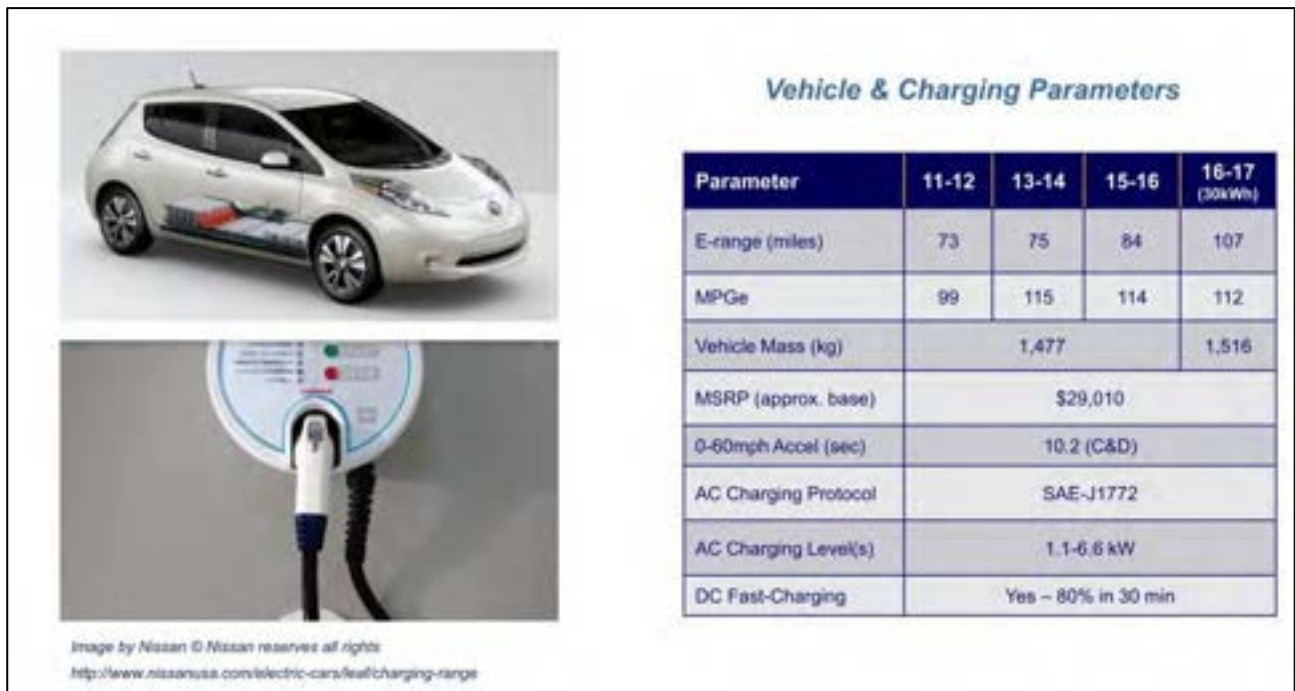 Vehicle & Charging Parameters
Parameter 11-12 13-14 15-16 16-17 (30kWh)
E-range (miles) 73 75 84 107
MPGe 99 115 114 112
Vehicle Mass (kg) 1,477 1,516
MSRP (approx. base) $29,010
0-60mph Accel (sec) 10.2 (C&D)
AC Charging Protocol SAE-J1772
AC Charging Level(s) 1.1-6.6 kW
DC Fast-Charging Yes – 80% in 30 min
Image by Nissan © Nissan reserves all rights
http://www.nissanusa.com/electric-cars/leaf/charging-range